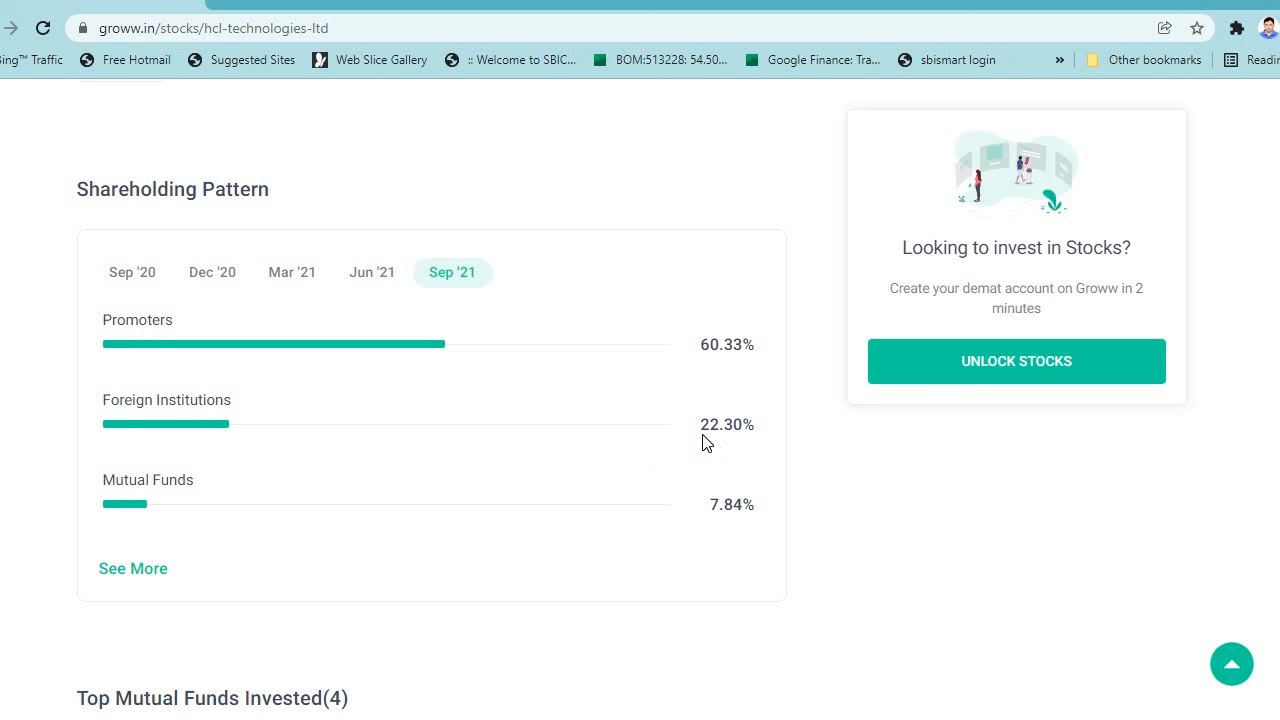 groww.in/stocks/hcl-technologies-ltd
Bing™ Traffic Free Hotmail Suggested Sites Web Slice Gallery :: Welcome to SBIC... BOM:513228: 54.50... Google Finance: Tra... sbismart login » Other bookmarks Readin
Shareholding Pattern
Sep '20 Dec '20 Mar '21 Jun '21 Sep '21
Promoters
60.33%
Foreign Institutions
22.30%
Mutual Funds
7.84%
See More
Top Mutual Funds Invested(4)
Looking to invest in Stocks?
Create your demat account on Groww in 2
minutes
UNLOCK STOCKS